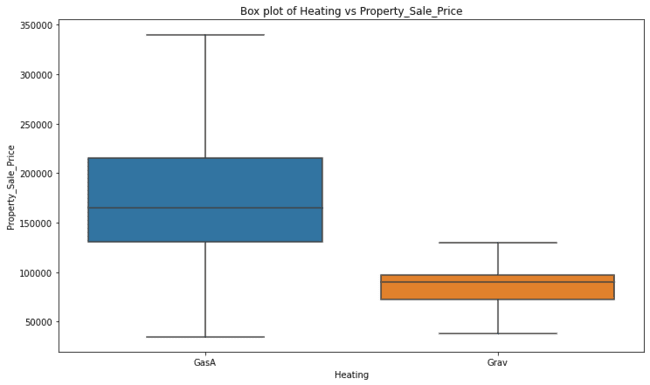 Box plot of Heating vs Property_Sale_Price
350000
300000
250000
200000
150000
100000
50000
Property_Sale_Price
GasA
Grav
Heating